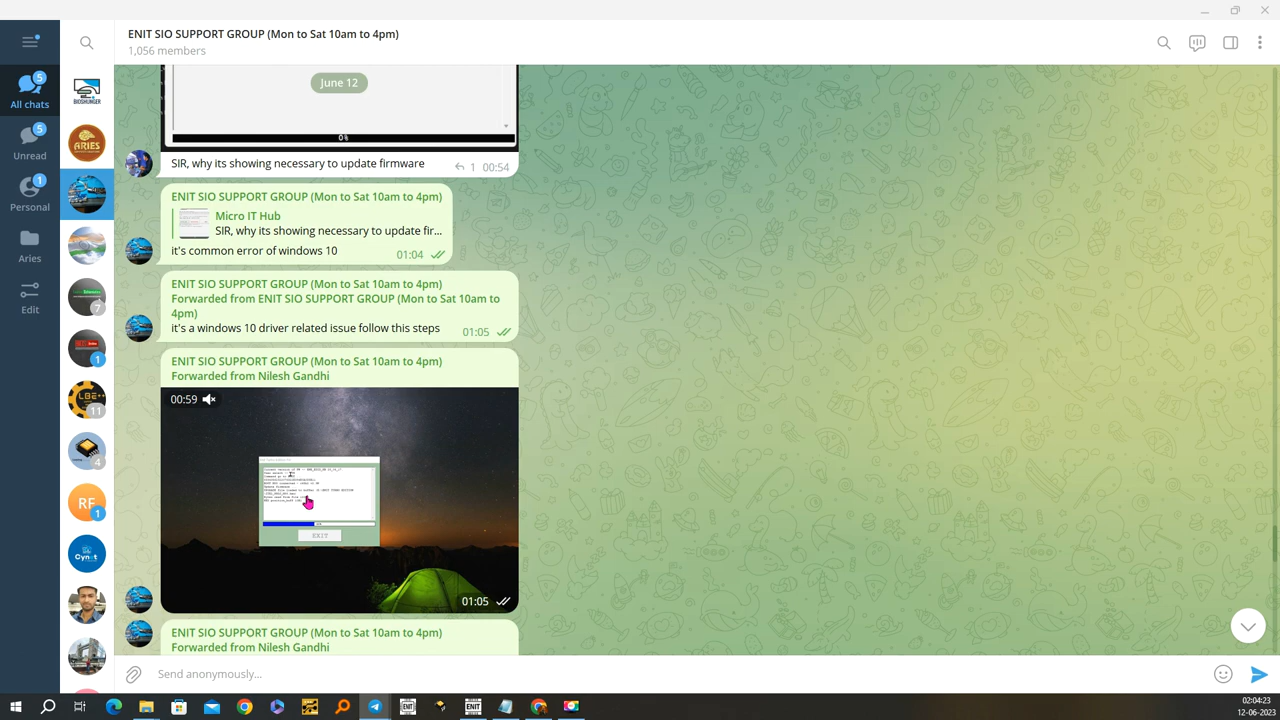 ENIT SIO SUPPORT GROUP (Mon to Sat 10am to 4pm)
1,056 members
5
All chats
5
Unread
1
Personal
Aries
Edit
BIOSHUNGER
ARIES
7
1
LBE++
11
4
RF
1
June 12
0%
SIR, why its showing necessary to update firmware
1 00:54
ENIT SIO SUPPORT GROUP (Mon to Sat 10am to 4pm)
Micro IT Hub
SIR, why its showing necessary to update fir...
it's common error of windows 10
01:04
ENIT SIO SUPPORT GROUP (Mon to Sat 10am to 4pm)
Forwarded from ENIT SIO SUPPORT GROUP (Mon to Sat 10am to
4pm)
it's a windows 10 driver related issue follow this steps
01:05
ENIT SIO SUPPORT GROUP (Mon to Sat 10am to 4pm)
Forwarded from Nilesh Gandhi
00:59
EXIT
01:05
ENIT SIO SUPPORT GROUP (Mon to Sat 10am to 4pm)
Forwarded from Nilesh Gandhi
Send anonymously...
ENIT
ENIT
02:04:23
12-06-2023